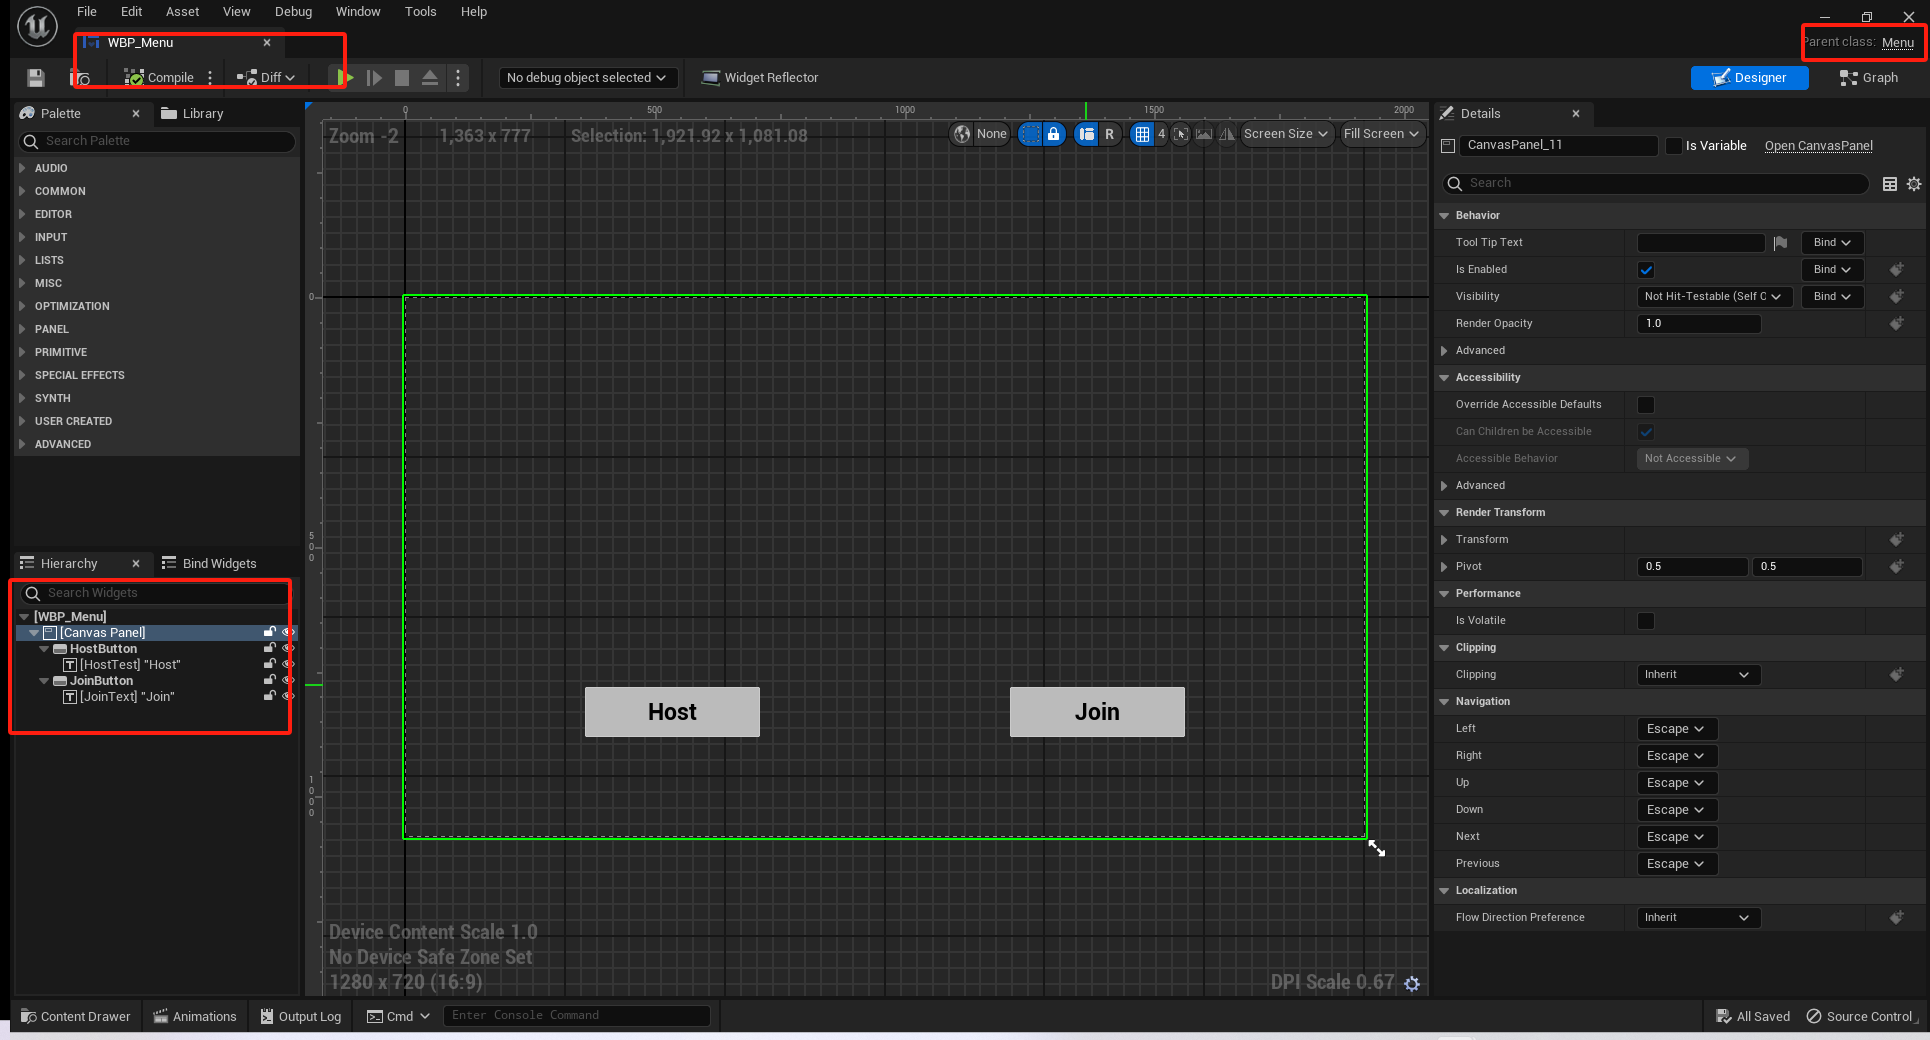 File Edit Asset View Debug Window Tools Help
WBP_Menu
Parent class: Menu
Compile Diff No debug object selected Widget Reflector Designer Graph
Palette Library
Search Palette
AUDIO
COMMON
EDITOR
INPUT
LISTS
MISC
OPTIMIZATION
PANEL
PRIMITIVE
SPECIAL EFFECTS
SYNTH
USER CREATED
ADVANCED
Hierarchy Bind Widgets
Search Widgets
[WBP_Menu]
[Canvas Panel]
HostButton
[HostTest] "Host"
JoinButton
[JoinText] "Join"
0 500 1000 1500 2000
Zoom -2 1,363 x 777 Selection: 1,921.92 x 1,081.08 None R 4 Screen Size Fill Screen
0
500
1000
Host Join
Device Content Scale 1.0
No Device Safe Zone Set
1280 x 720 (16:9) DPI Scale 0.67
Details
CanvasPanel_11 Is Variable Open CanvasPanel
Search
Behavior
Tool Tip Text Bind
Is Enabled Bind
Visibility Not Hit-Testable (Self Bind
Render Opacity 1.0
Advanced
Accessibility
Override Accessible Defaults
Can Children be Accessible
Accessible Behavior Not Accessible
Advanced
Render Transform
Transform
Pivot 0.5 0.5
Performance
Is Volatile
Clipping
Clipping Inherit
Navigation
Left Escape
Right Escape
Up Escape
Down Escape
Next Escape
Previous Escape
Localization
Flow Direction Preference Inherit
Content Drawer Animations Output Log Cmd Enter Console Command All Saved Source Control